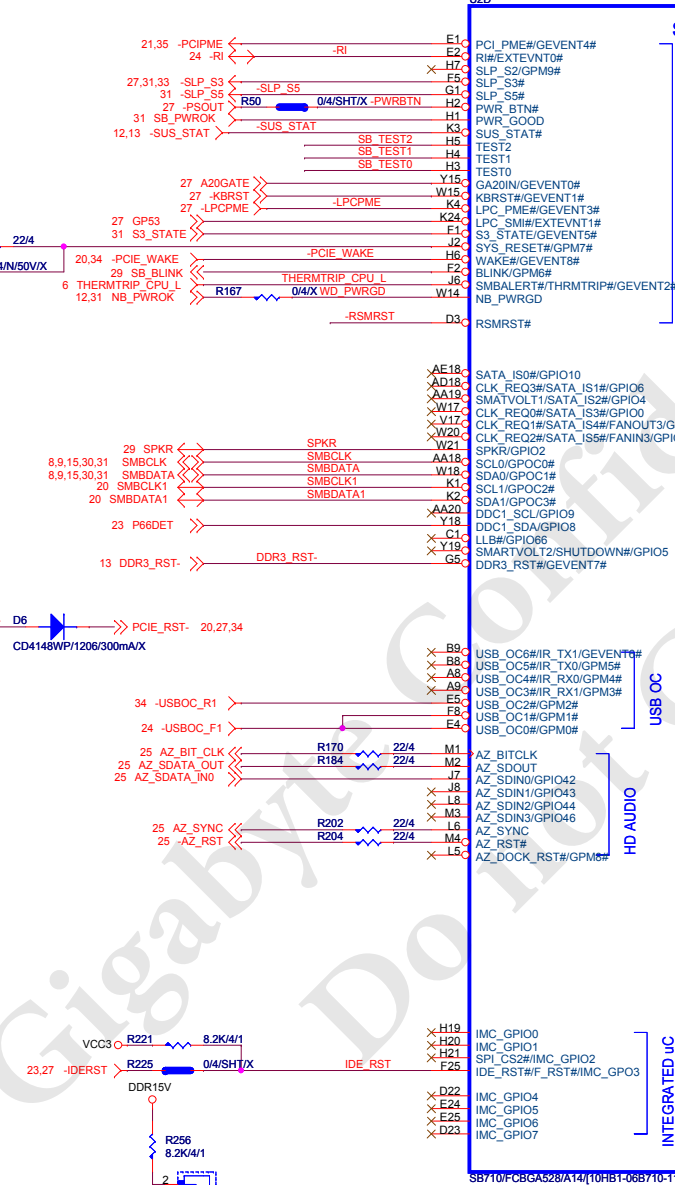 U2D
S
21,35 -PCIPME E1 PCI_PME#/GEVENT4#
24 -RI -RI E2 RI#/EXTEVNT0#
H7 SLP_S2/GPM9#
27,31,33 -SLP_S3 F5 SLP_S3#
31 -SLP_S5 -SLP_S5 G1 SLP_S5#
27 -PSOUT R50 0/4/SHT/X -PWRBTN H2 PWR_BTN#
31 SB_PWROK H1 PWR_GOOD
12,13 -SUS_STAT -SUS_STAT K3 SUS_STAT#
SB_TEST2 H5 TEST2
SB_TEST1 H4 TEST1
SB_TEST0 H3 TEST0
27 A20GATE Y15 GA20IN/GEVENT0#
27 -KBRST W15 KBRST#/GEVENT1#
27 -LPCPME -LPCPME K4 LPC_PME#/GEVENT3#
27 GP53 K24 LPC_SMI#/EXTEVNT1#
31 S3_STATE F1 S3_STATE/GEVENT5#
22/4 J2 SYS_RESET#/GPM7#
20,34 -PCIE_WAKE -PCIE_WAKE H6 WAKE#/GEVENT8#
4/N/50V/X 29 SB_BLINK F2 BLINK/GPM6#
6 THERMTRIP_CPU_L THERMTRIP_CPU_L J6 SMBALERT#/THRMTRIP#/GEVENT2#
12,31 NB_PWROK R167 0/4/X WD_PWRGD W14 NB_PWRGD
-RSMRST D3 RSMRST#
AE18 SATA_IS0#/GPIO10
AD18 CLK_REQ3#/SATA_IS1#/GPIO6
AA19 SMATVOLT1/SATA_IS2#/GPIO4
W17 CLK_REQ0#/SATA_IS3#/GPIO0
V17 CLK_REQ1#/SATA_IS4#/FANOUT3/G
W20 CLK_REQ2#/SATA_IS5#/FANIN3/GPI
29 SPKR SPKR W21 SPKR/GPIO2
8,9,15,30,31 SMBCLK SMBCLK AA18 SCL0/GPOC0#
8,9,15,30,31 SMBDATA SMBDATA W18 SDA0/GPOC1#
20 SMBCLK1 SMBCLK1 K1 SCL1/GPOC2#
20 SMBDATA1 SMBDATA1 K2 SDA1/GPOC3#
AA20 DDC1_SCL/GPIO9
23 P66DET Y18 DDC1_SDA/GPIO8
C1 LLB#/GPIO66
Y19 SMARTVOLT2/SHUTDOWN#/GPIO5
13 DDR3_RST- DDR3_RST- G5 DDR3_RST#/GEVENT7#
D6 PCIE_RST- 20,27,34
CD4148WP/1206/300mA/X
B9 USB_OC6#/IR_TX1/GEVENT6#
B8 USB_OC5#/IR_TX0/GPM5#
A8 USB_OC4#/IR_RX0/GPM4#
A9 USB_OC3#/IR_RX1/GPM3#
34 -USBOC_R1 E5 USB_OC2#/GPM2#
F8 USB_OC1#/GPM1#
24 -USBOC_F1 E4 USB_OC0#/GPM0#
USB OC
25 AZ_BIT_CLK R170 22/4 M1 AZ_BITCLK
25 AZ_SDATA_OUT R184 22/4 M2 AZ_SDOUT
25 AZ_SDATA_IN0 J7 AZ_SDIN0/GPIO42
J8 AZ_SDIN1/GPIO43
L8 AZ_SDIN2/GPIO44
M3 AZ_SDIN3/GPIO46
25 AZ_SYNC R202 22/4 L6 AZ_SYNC
25 -AZ_RST R204 22/4 M4 AZ_RST#
L5 AZ_DOCK_RST#/GPM8#
HD AUDIO
H19 IMC_GPIO0
VCC3 R221 8.2K/4/1 H20 IMC_GPIO1
H21 SPI_CS2#/IMC_GPIO2
23,27 -IDERST R225 0/4/SHT/X IDE_RST F25 IDE_RST#/F_RST#/IMC_GPO3
DDR15V
D22 IMC_GPIO4
E24 IMC_GPIO5
E25 IMC_GPIO6
D23 IMC_GPIO7
INTEGRATED uC
R256
8.2K/4/1
2
SB710/FCBGA528/A14/[10HB1-06B710-1
Gigabyte Confid
Do not C